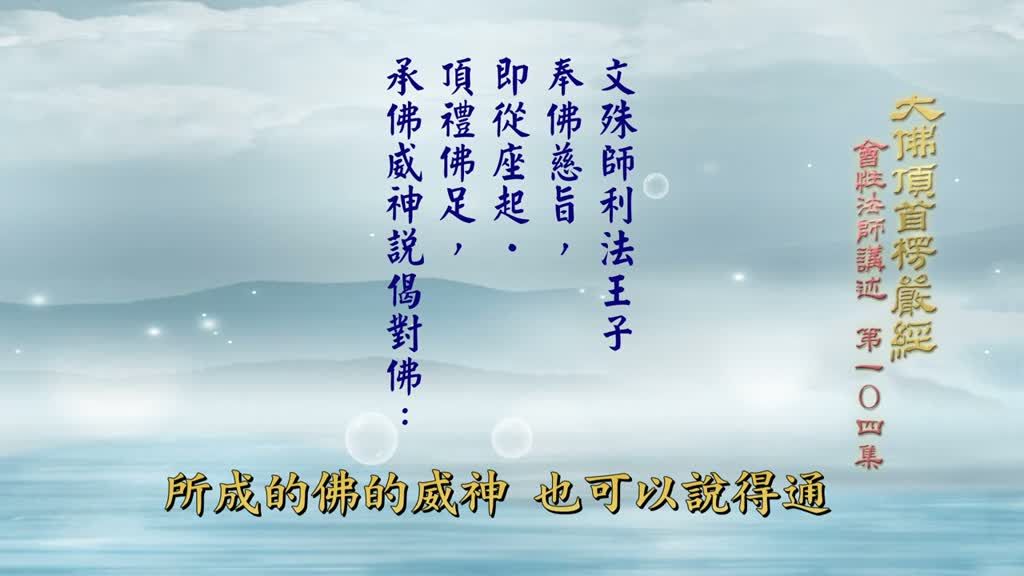 大佛頂首楞嚴經
會性法師講述 第一〇四集
文殊師利法王子
奉佛慈旨，
即從座起．
頂禮佛足，
承佛威神說偈對佛：
所成的佛的威神 也可以說得通